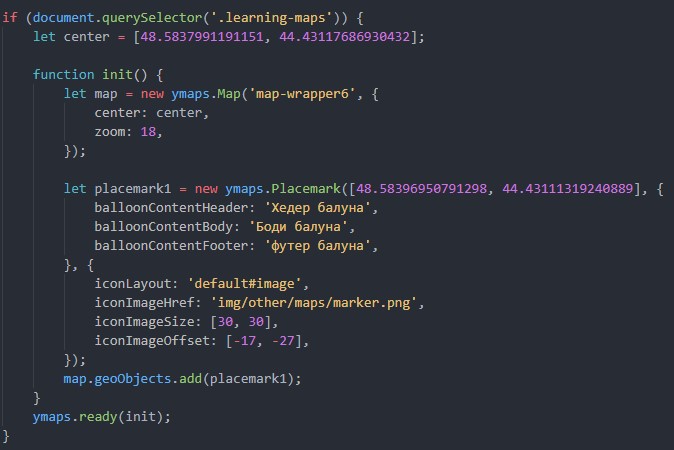 if (document.querySelector('.learning-maps')) {
let center = [48.5837991191151, 44.43117686930432];
function init() {
let map = new ymaps.Map('map-wrapper6', {
center: center,
zoom: 18,
});
let placemark1 = new ymaps.Placemark([48.58396950791298, 44.43111319240889], {
balloonContentHeader: 'Хедер балуна',
balloonContentBody: 'Боди балуна',
balloonContentFooter: 'футер балуна',
}, {
iconLayout: 'default#image',
iconImageHref: 'img/other/maps/marker.png',
iconImageSize: [30, 30],
iconImageOffset: [-17, -27],
});
map.geoObjects.add(placemark1);
}
ymaps.ready(init);
}